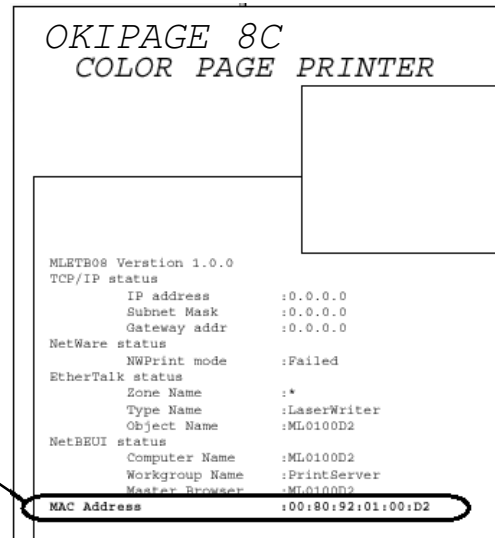 OKIPAGE 8C
COLOR PAGE PRINTER
MLETB08 Verstion 1.0.0
TCP/IP status
IP address :0.0.0.0
Subnet Mask :0.0.0.0
Gateway addr :0.0.0.0
NetWare status
NWPrint mode :Failed
EtherTalk status
Zone Name :*
Type Name :LaserWriter
Object Name :ML0100D2
NetBEUI status
Computer Name :ML0100D2
Workgroup Name :PrintServer
Master Browser :ML0100D2
MAC Address :00:80:92:01:00:D2